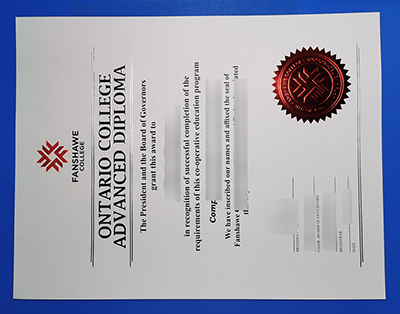 FANSHAWE
COLLEGE
ONTARIO COLLEGE
ADVANCED DIPLOMA
The President and the Board of Governors
grant this award to
in recognition of successful completion of the
requirements of this co-operative education program
Comp
We have inscribed our names and affixed the seal of
Fanshawe
PRESIDENT
CHAIR, BOARD OF GOVERNORS
REGISTRAR
DATE